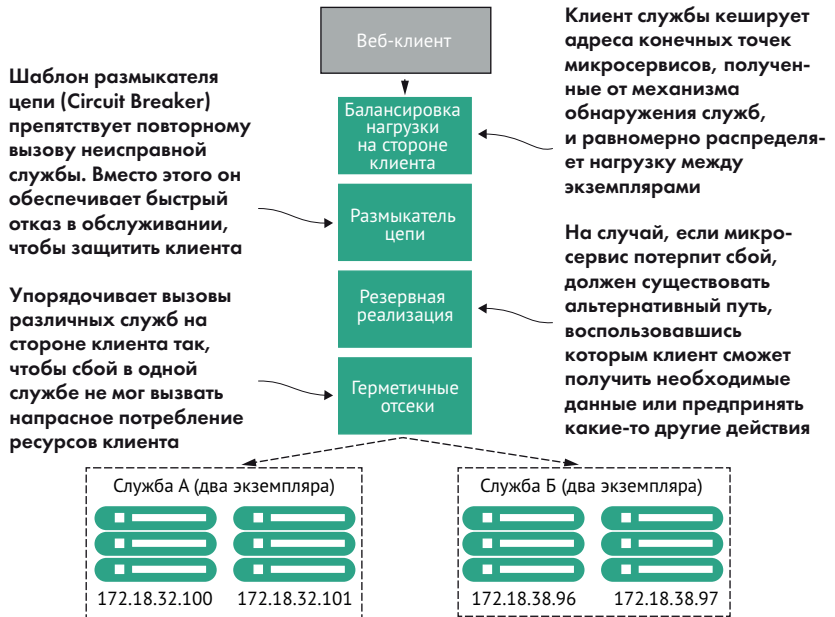 Веб-клиент
Клиент службы кеширует
адреса конечных точек
микросервисов, получен-
ные от механизма
обнаружения служб,
и равномерно распределя-
ет нагрузку между
экземплярами
Балансировка
нагрузки
на стороне
клиента
Шаблон размыкателя
цепи (Circuit Breaker)
препятствует повторному
вызову неисправной
службы. Вместо этого он
обеспечивает быстрый
отказ в обслуживании,
чтобы защитить клиента
Размыкатель
цепи
На случай, если микро-
сервис потерпит сбой,
должен существовать
альтернативный путь,
воспользовавшись
которым клиент сможет
получить необходимые
данные или предпринять
какие-то другие действия
Резервная
реализация
Упорядочивает вызовы
различных служб на
стороне клиента так,
чтобы сбой в одной
службе не мог вызвать
напрасное потребление
ресурсов клиента
Герметичные
отсеки
Служба А (два экземпляра)
172.18.32.100
172.18.32.101
Служба Б (два экземпляра)
172.18.38.96
172.18.38.97